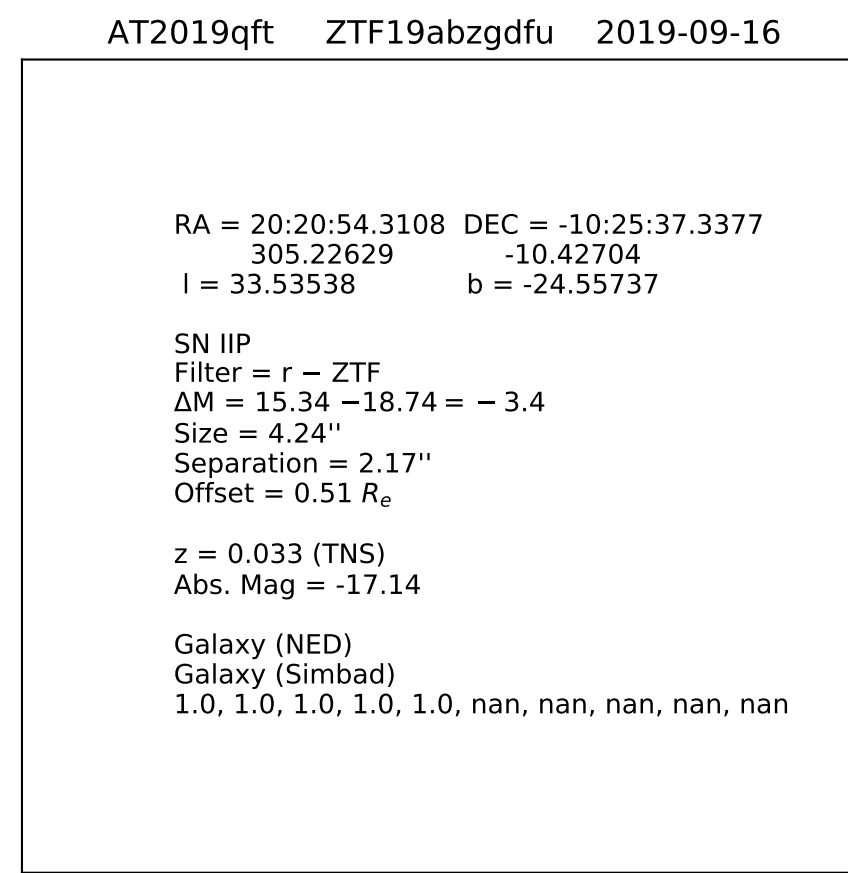 AT2019qft ZTF19abzgdfu 2019-09-16
RA = 20:20:54.3108 DEC = -10:25:37.3377
305.22629 -10.42704
l = 33.53538 b = -24.55737
SN IIP
Filter = r − ZTF
ΔM = 15.34 −18.74 = − 3.4
Size = 4.24''
Separation = 2.17''
Offset = 0.51 Re
z = 0.033 (TNS)
Abs. Mag = -17.14
Galaxy (NED)
Galaxy (Simbad)
1.0, 1.0, 1.0, 1.0, 1.0, nan, nan, nan, nan, nan